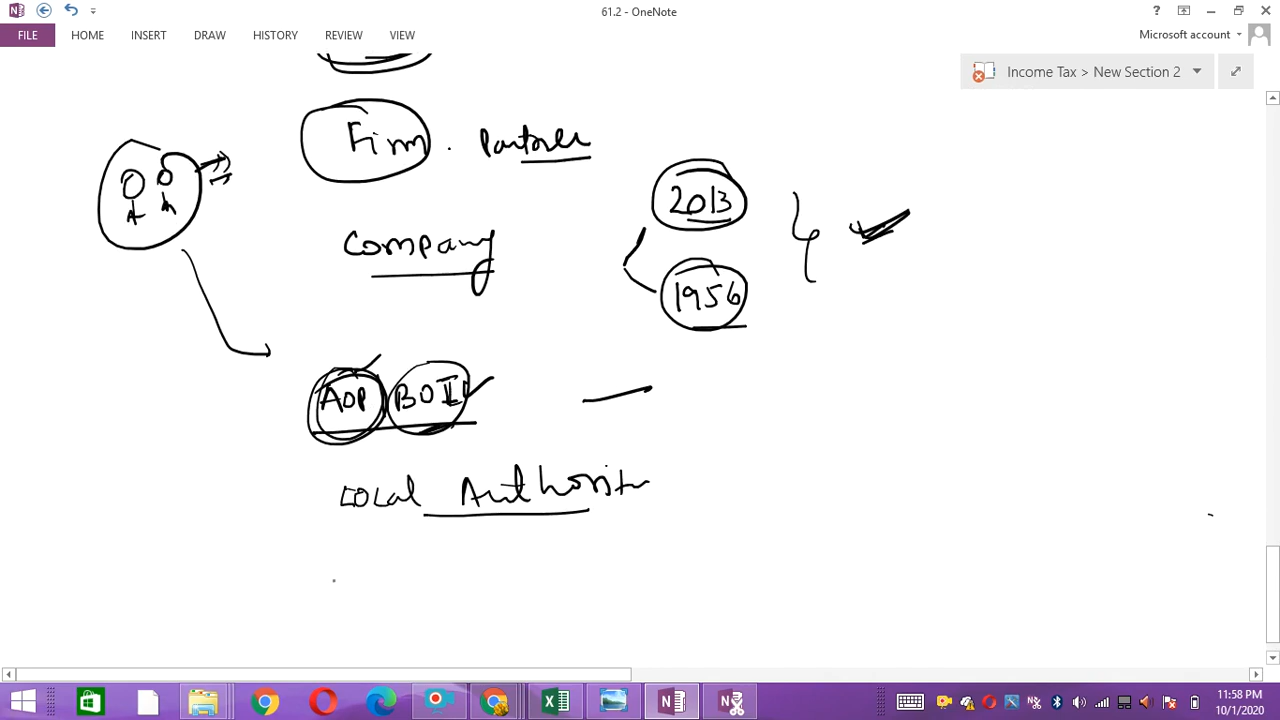 61.2 - OneNote
FILE HOME INSERT DRAW HISTORY REVIEW VIEW
Microsoft account
Income Tax > New Section 2
Firm. Partner
2013
Company
1956
AOP BOI
Local Authority
11:58 PM
10/1/2020